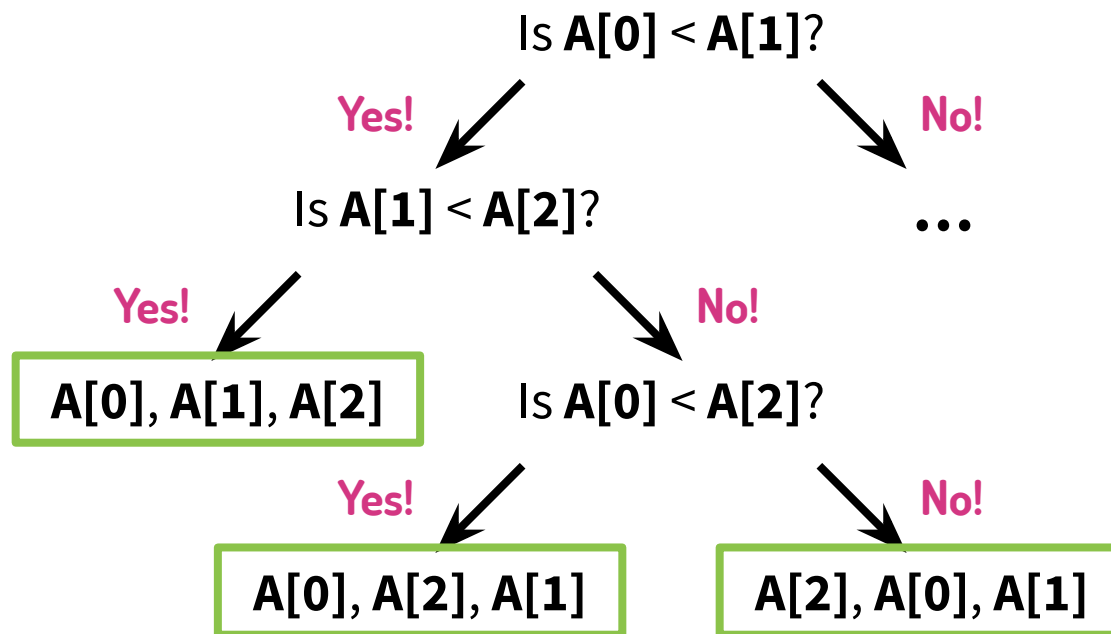 Is A[0] < A[1]?
Yes!
No!
Is A[1] < A[2]?
...
Yes!
No!
A[0], A[1], A[2]
Is A[0] < A[2]?
Yes!
No!
A[0], A[2], A[1]
A[2], A[0], A[1]